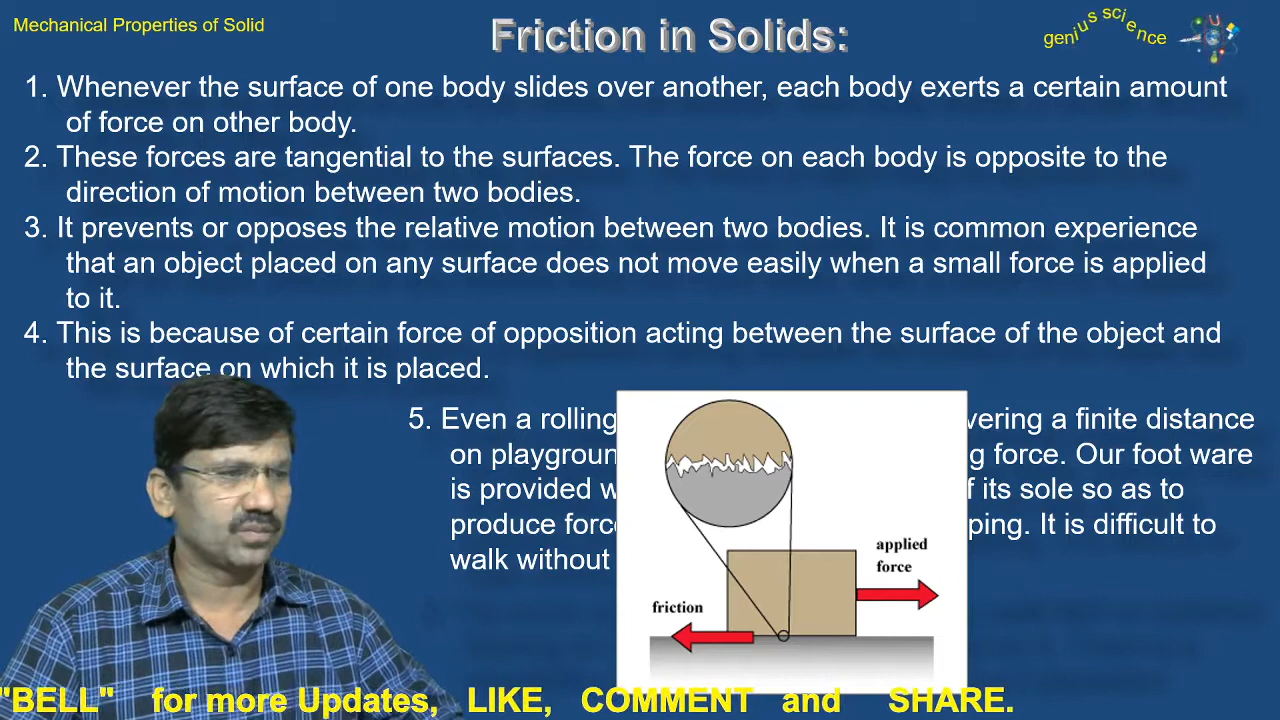 Mechanical Properties of Solid
Friction in Solids:
genius science
1. Whenever the surface of one body slides over another, each body exerts a certain amount
of force on other body.
2. These forces are tangential to the surfaces. The force on each body is opposite to the
direction of motion between two bodies.
3. It prevents or opposes the relative motion between two bodies. It is common experience
that an object placed on any surface does not move easily when a small force is applied
to it.
4. This is because of certain force of opposition acting between the surface of the object and
the surface on which it is placed.
5. Even a rolling vering a finite distance
on playgroun g force. Our foot ware
is provided w f its sole so as to
produce forc ping. It is difficult to
walk without
applied
force
friction
"BELL" for more Updates, LIKE, COMMENT and SHARE.